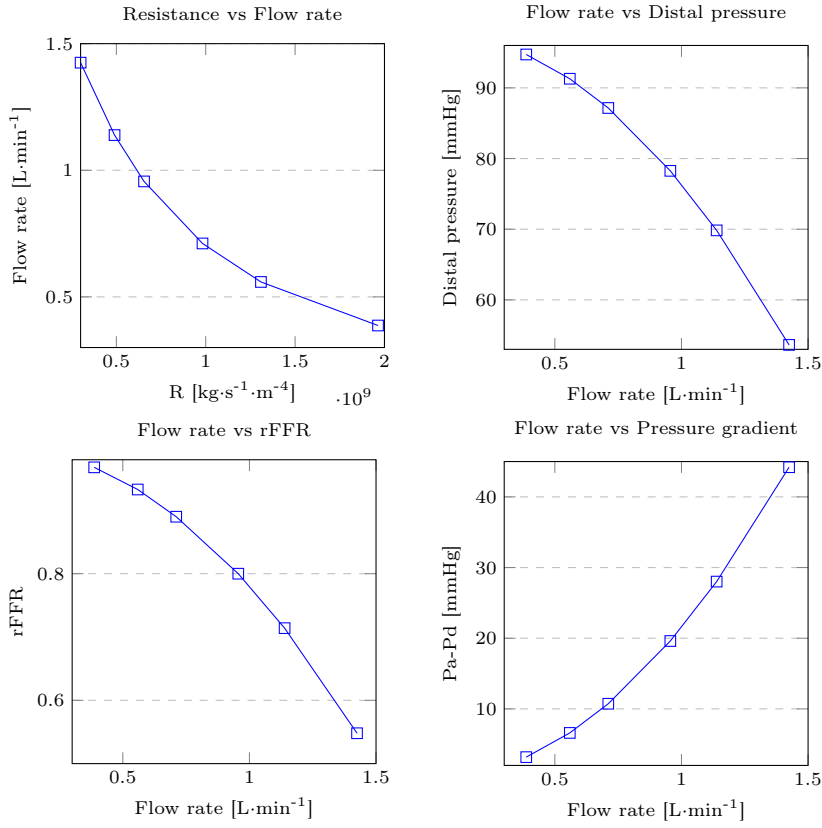 Resistance vs Flow rate
1.5
1
0.5
Flow rate [L·min⁻¹]
0.5
1
1.5
2
R [kg·s⁻¹·m⁻⁴]
·10⁹
Flow rate vs Distal pressure
90
80
70
60
Distal pressure [mmHg]
0.5
1
1.5
Flow rate [L·min⁻¹]
Flow rate vs rFFR
0.8
0.6
rFFR
0.5
1
1.5
Flow rate [L·min⁻¹]
Flow rate vs Pressure gradient
40
30
20
10
Pa-Pd [mmHg]
0.5
1
1.5
Flow rate [L·min⁻¹]